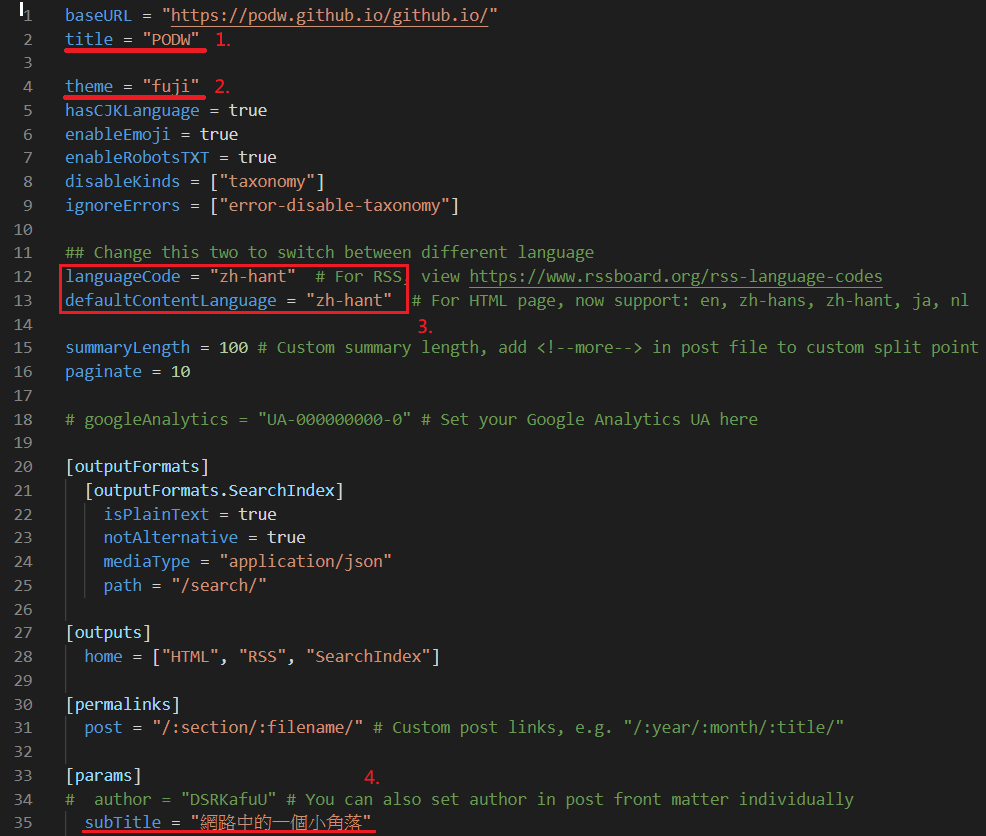 1 baseURL = "https://podw.github.io/github.io/"
2 title = "PODW" 1.
3
4 theme = "fuji" 2.
5 hasCJKLanguage = true
6 enableEmoji = true
7 enableRobotsTXT = true
8 disableKinds = ["taxonomy"]
9 ignoreErrors = ["error-disable-taxonomy"]
10
11 ## Change this two to switch between different language
12 languageCode = "zh-hant"  # For RSS, view https://www.rssboard.org/rss-language-codes
13 defaultContentLanguage = "zh-hant"  # For HTML page, now support: en, zh-hans, zh-hant, ja, nl
14 3.
15 summaryLength = 100 # Custom summary length, add <!--more--> in post file to custom split point
16 paginate = 10
17
18 # googleAnalytics = "UA-000000000-0" # Set your Google Analytics UA here
19
20 [outputFormats]
21   [outputFormats.SearchIndex]
22     isPlainText = true
23     notAlternative = true
24     mediaType = "application/json"
25     path = "/search/"
26
27 [outputs]
28   home = ["HTML", "RSS", "SearchIndex"]
29
30 [permalinks]
31   post = "/:section/:filename/" # Custom post links, e.g. "/:year/:month/:title/"
32
33 [params] 4.
34 #  author = "DSRKafuU" # You can also set author in post front matter individually
35   subTitle = "網路中的一個小角落"